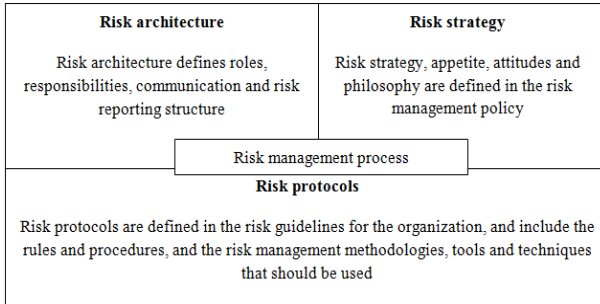 Risk architecture
Risk architecture defines roles,
responsibilities, communication and risk
reporting structure
Risk strategy
Risk strategy, appetite, attitudes and
philosophy are defined in the risk
management policy
Risk management process
Risk protocols
Risk protocols are defined in the risk guidelines for the organization, and include the
rules and procedures, and the risk management methodologies, tools and techniques
that should be used